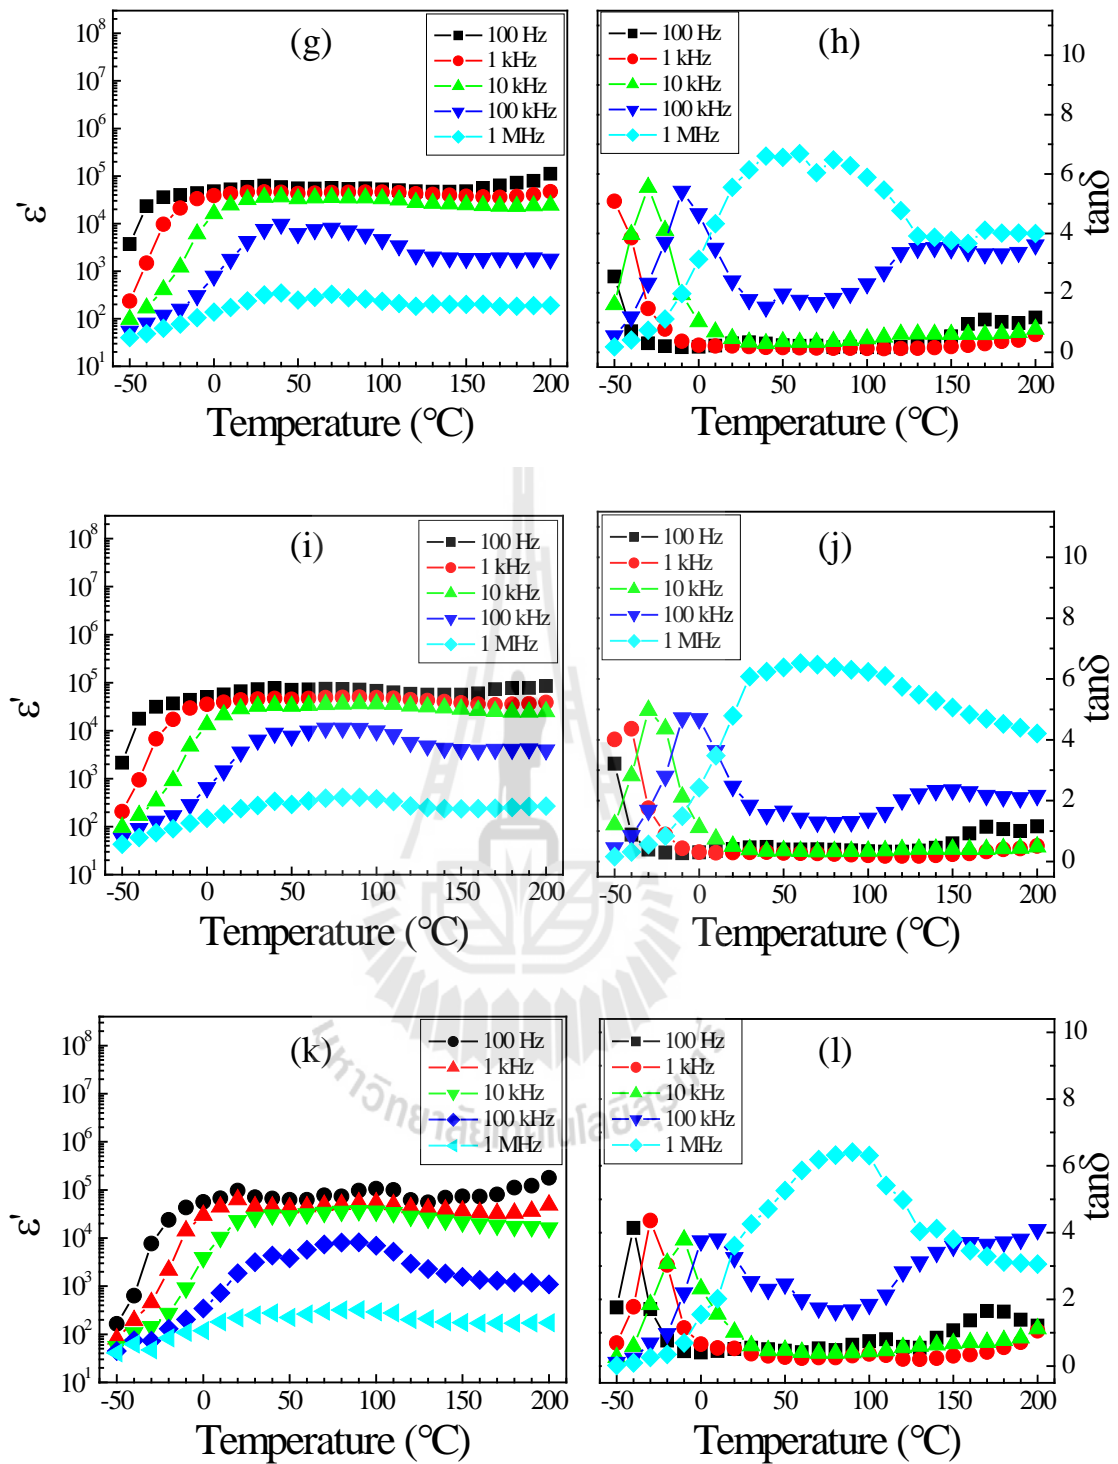 (g)
100 Hz
1 kHz
10 kHz
100 kHz
1 MHz
10⁸
10⁷
10⁶
10⁵
10⁴
10³
10²
10¹
ε'
-50 0 50 100 150 200
Temperature (°C)
(h)
100 Hz
1 kHz
10 kHz
100 kHz
1 MHz
10
8
6
4
2
0
tanδ
-50 0 50 100 150 200
Temperature (°C)
(i)
100 Hz
1 kHz
10 kHz
100 kHz
1 MHz
10⁸
10⁷
10⁶
10⁵
10⁴
10³
10²
10¹
ε'
-50 0 50 100 150 200
Temperature (°C)
(j)
100 Hz
1 kHz
10 kHz
100 kHz
1 MHz
10
8
6
4
2
0
tanδ
-50 0 50 100 150 200
Temperature (°C)
(k)
100 Hz
1 kHz
10 kHz
100 kHz
1 MHz
10⁸
10⁷
10⁶
10⁵
10⁴
10³
10²
10¹
ε'
-50 0 50 100 150 200
Temperature (°C)
(l)
100 Hz
1 kHz
10 kHz
100 kHz
1 MHz
10
8
6
4
2
0
tanδ
-50 0 50 100 150 200
Temperature (°C)